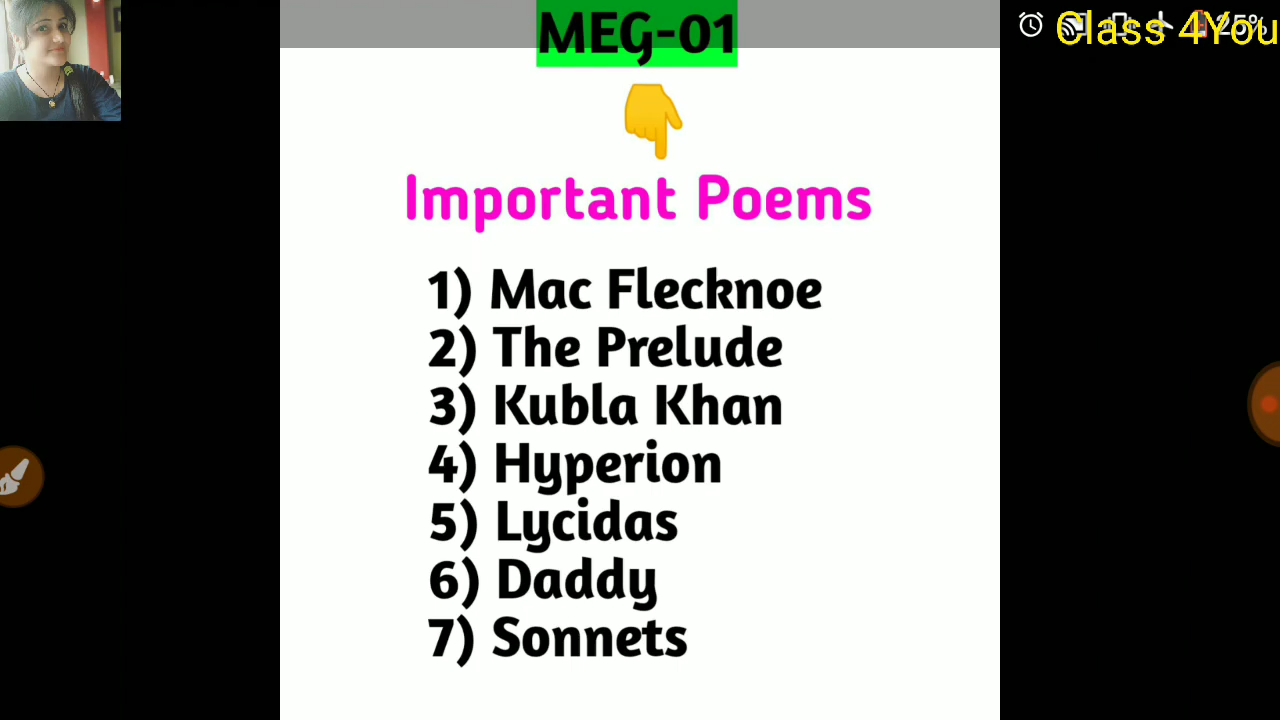 MEG-01
Class 4You
25%
Important Poems
1) Mac Flecknoe
2) The Prelude
3) Kubla Khan
4) Hyperion
5) Lycidas
6) Daddy
7) Sonnets